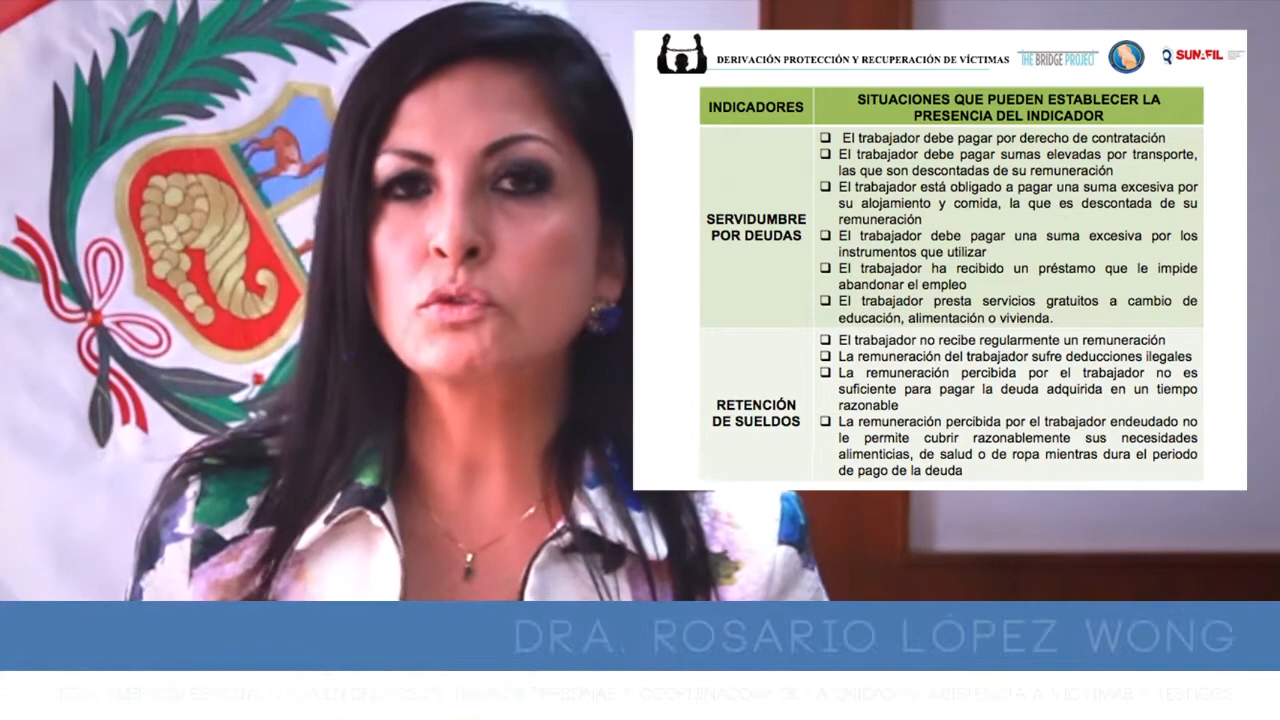 DERIVACIÓN PROTECCIÓN Y RECUPERACIÓN DE VÍCTIMAS
THE BRIDGE PROJECT
SUNAFIL
INDICADORES
SITUACIONES QUE PUEDEN ESTABLECER LA
PRESENCIA DEL INDICADOR
SERVIDUMBRE
POR DEUDAS
El trabajador debe pagar por derecho de contratación
El trabajador debe pagar sumas elevadas por transporte,
las que son descontadas de su remuneración
El trabajador está obligado a pagar una suma excesiva por
su alojamiento y comida, la que es descontada de su
remuneración
El trabajador debe pagar una suma excesiva por los
instrumentos que utilizar
El trabajador ha recibido un préstamo que le impide
abandonar el empleo
El trabajador presta servicios gratuitos a cambio de
educación, alimentación o vivienda.
RETENCIÓN
DE SUELDOS
El trabajador no recibe regularmente un remuneración
La remuneración del trabajador sufre deducciones ilegales
La remuneración percibida por el trabajador no es
suficiente para pagar la deuda adquirida en un tiempo
razonable
La remuneración percibida por el trabajador endeudado no
le permite cubrir razonablemente sus necesidades
alimenticias, de salud o de ropa mientras dura el periodo
de pago de la deuda
DRA. ROSARIO LÓPEZ WONG